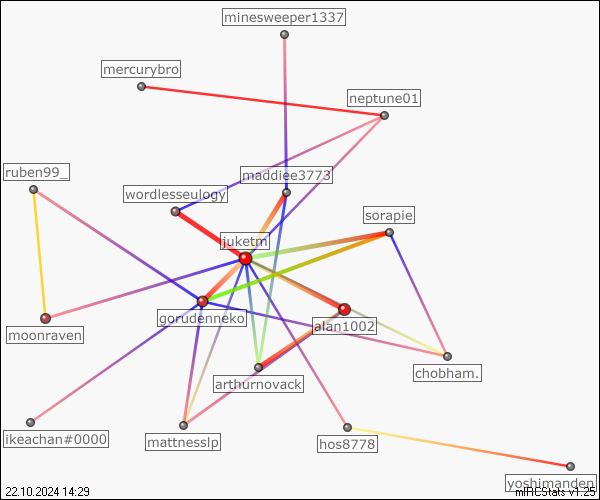 minesweeper1337
mercurybro
neptune01
ruben99_
maddiee3773
wordlesseulogy
sorapie
juketm
gorudenneko
moonraven
alan1002
chobham.
arthurnovack
ikeachan#0000
mattnesslp
hos8778
yoshimanden
22.10.2024 14:29
mIRCStats v1.25